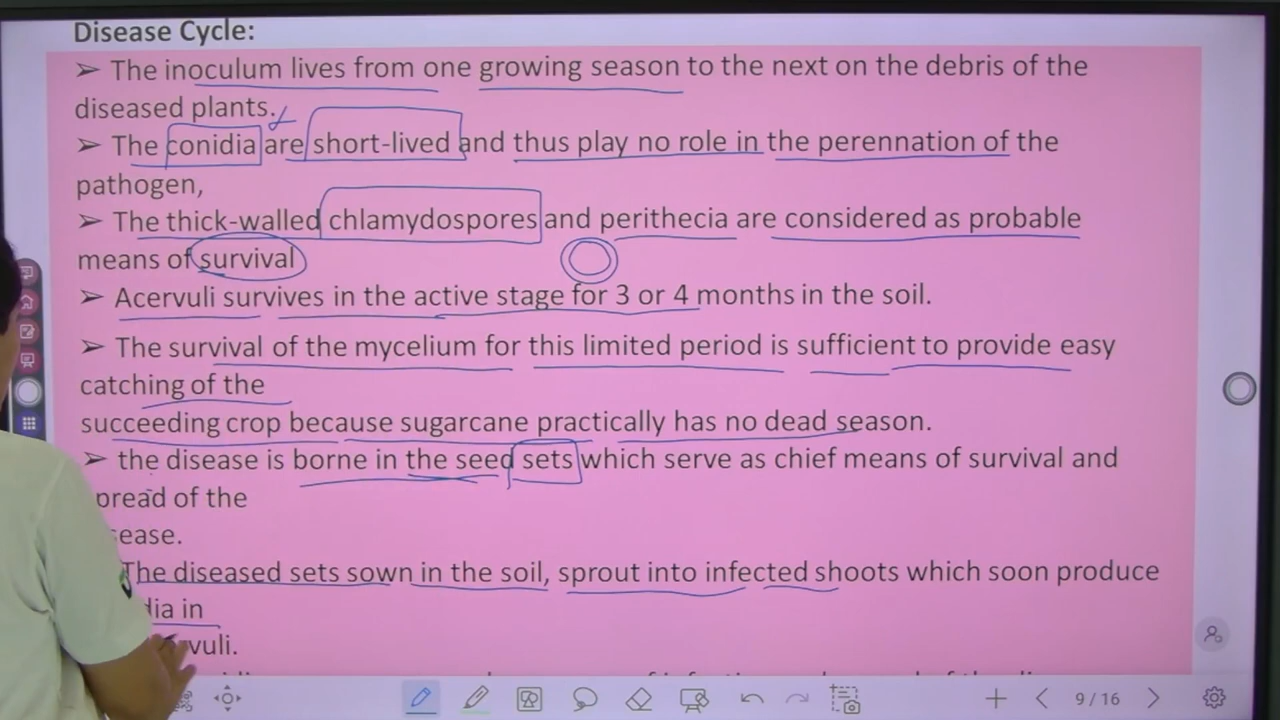 Disease Cycle:
➢ The inoculum lives from one growing season to the next on the debris of the
diseased plants.
➢ The conidia are short-lived and thus play no role in the perennation of the
pathogen,
➢ The thick-walled chlamydospores and perithecia are considered as probable
means of survival
➢ Acervuli survives in the active stage for 3 or 4 months in the soil.
➢ The survival of the mycelium for this limited period is sufficient to provide easy
catching of the
succeeding crop because sugarcane practically has no dead season.
➢ the disease is borne in the seed sets which serve as chief means of survival and
pread of the
sease.
The diseased sets sown in the soil, sprout into infected shoots which soon produce
dia in
vuli.
9 / 16